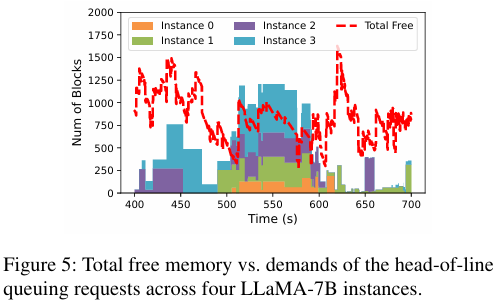 Instance 0
Instance 1
Instance 2
Instance 3
Total Free
Num of Blocks
2000
1750
1500
1250
1000
750
500
250
0
400
450
500
550
600
650
700
Time (s)
Figure 5: Total free memory vs. demands of the head-of-line
queuing requests across four LLaMA-7B instances.